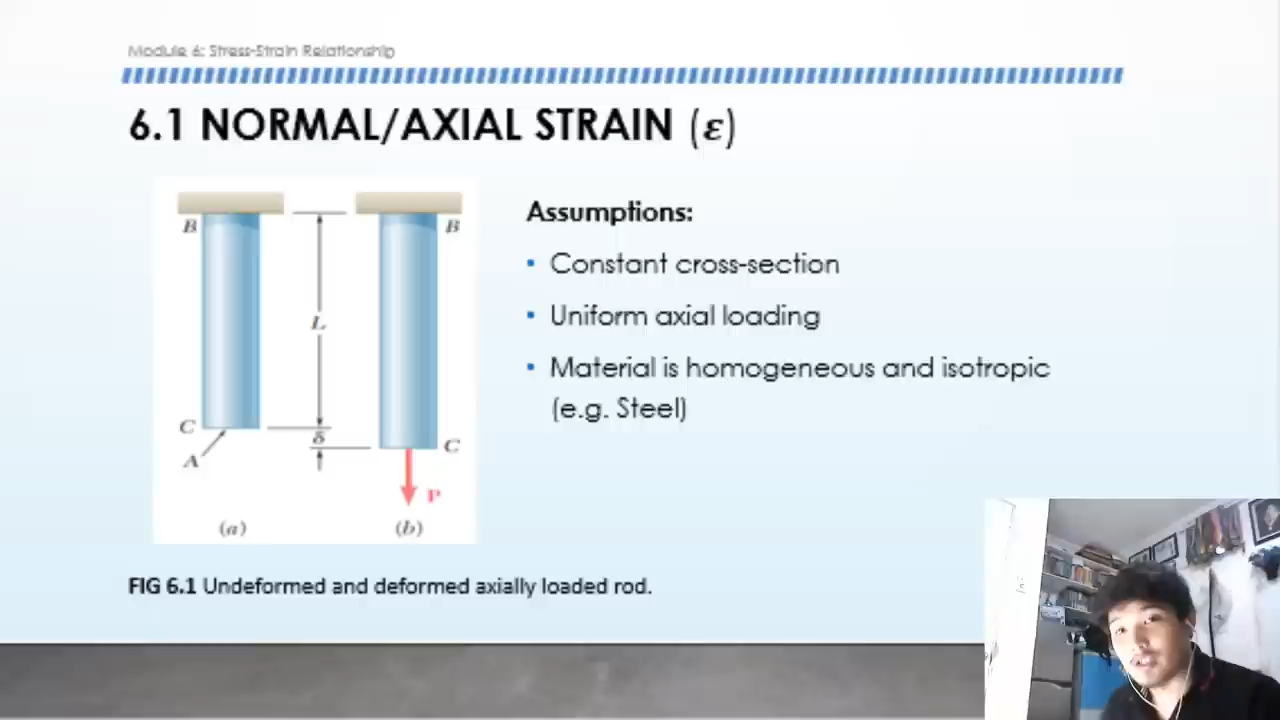 Module 6: Stress-Strain Relationship
6.1 NORMAL/AXIAL STRAIN (ε)
B
B
L
C
δ
C
A
P
(a)
(b)
Assumptions:
• Constant cross-section
• Uniform axial loading
• Material is homogeneous and isotropic
(e.g. Steel)
FIG 6.1 Undeformed and deformed axially loaded rod.